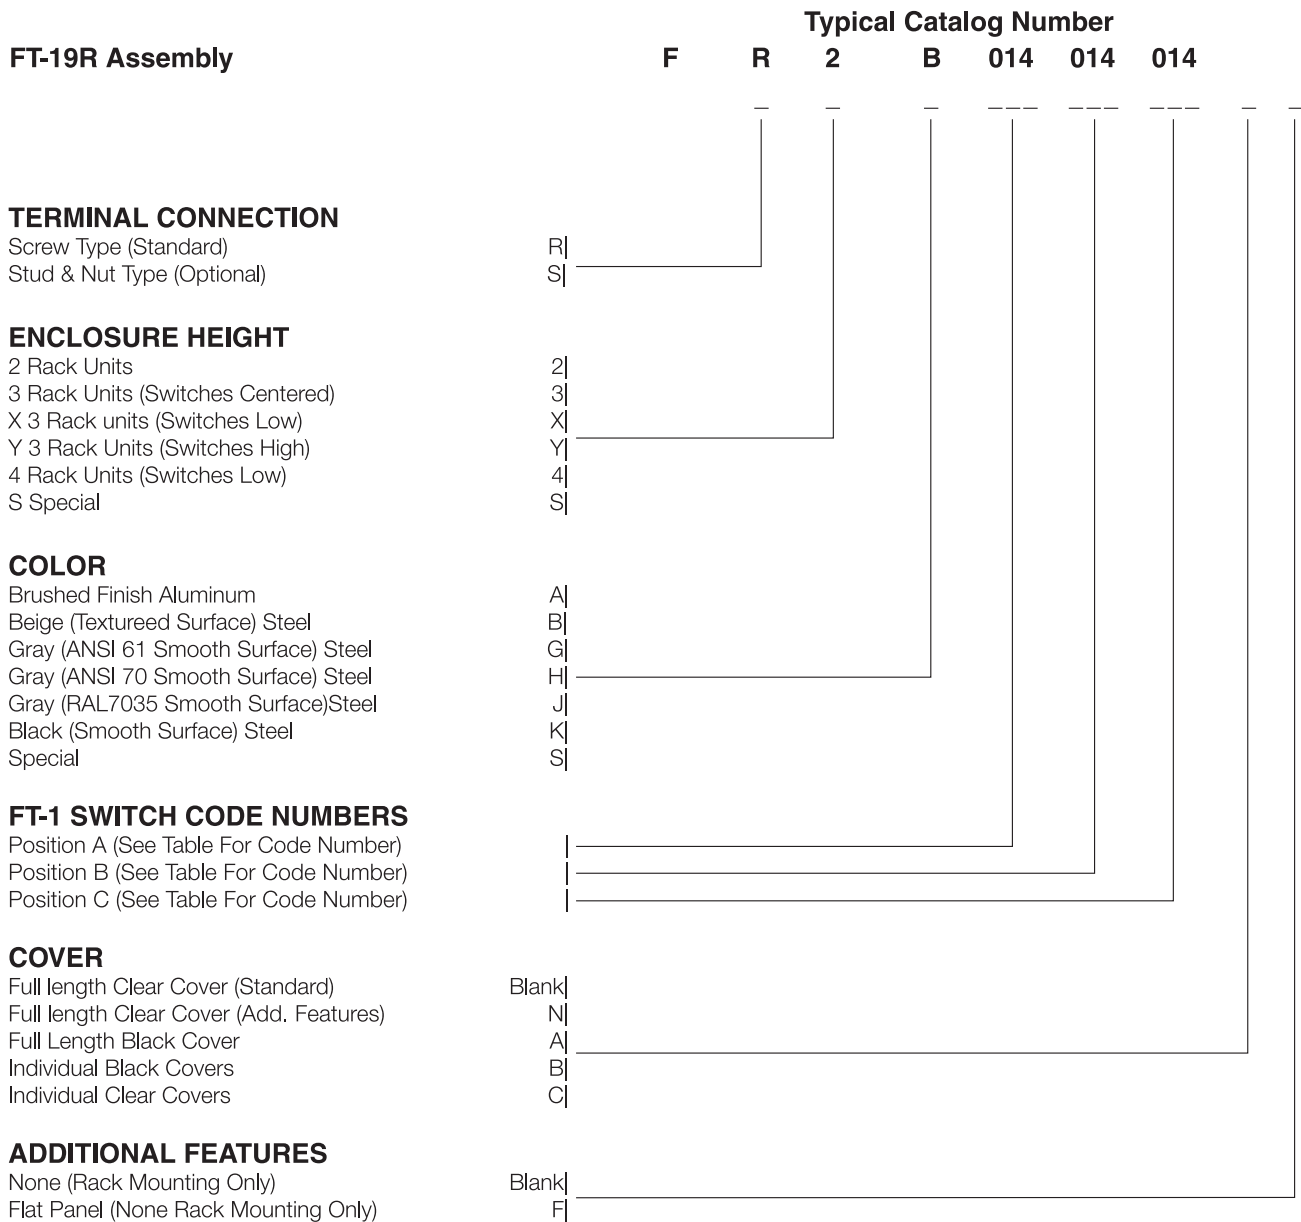 Typical Catalog Number
FT-19R Assembly F R 2 B 014 014 014
_ _ _ _ _ _ _ _ _ _ _ _ _ _
TERMINAL CONNECTION
Screw Type (Standard) R|
Stud & Nut Type (Optional) S|
ENCLOSURE HEIGHT
2 Rack Units 2|
3 Rack Units (Switches Centered) 3|
X 3 Rack units (Switches Low) X|
Y 3 Rack Units (Switches High) Y|
4 Rack Units (Switches Low) 4|
S Special S|
COLOR
Brushed Finish Aluminum A|
Beige (Textureed Surface) Steel B|
Gray (ANSI 61 Smooth Surface) Steel G|
Gray (ANSI 70 Smooth Surface) Steel H|
Gray (RAL7035 Smooth Surface)Steel J|
Black (Smooth Surface) Steel K|
Special S|
FT-1 SWITCH CODE NUMBERS
Position A (See Table For Code Number) |
Position B (See Table For Code Number) |
Position C (See Table For Code Number) |
COVER
Full length Clear Cover (Standard) Blank|
Full length Clear Cover (Add. Features) N|
Full Length Black Cover A|
Individual Black Covers B|
Individual Clear Covers C|
ADDITIONAL FEATURES
None (Rack Mounting Only) Blank|
Flat Panel (None Rack Mounting Only) F|